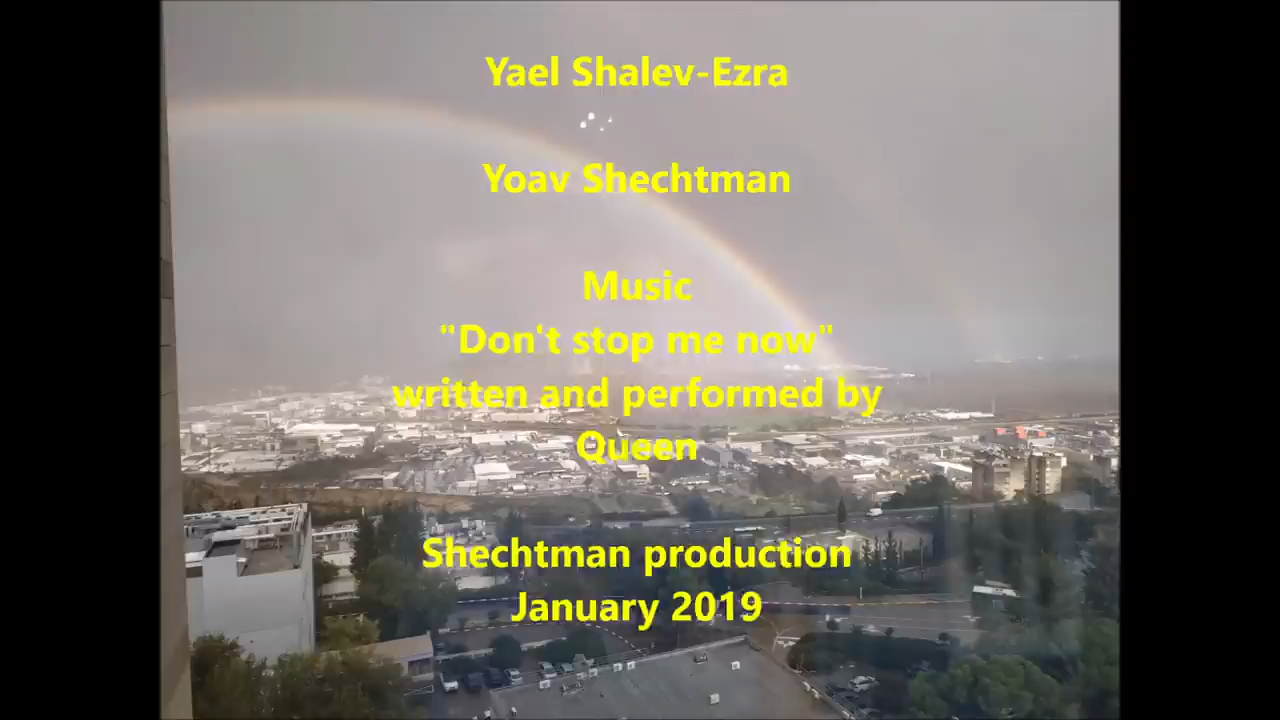 Yael Shalev-Ezra
Yoav Shechtman
Music
"Don't stop me now"
written and performed by
Queen
Shechtman production
January 2019